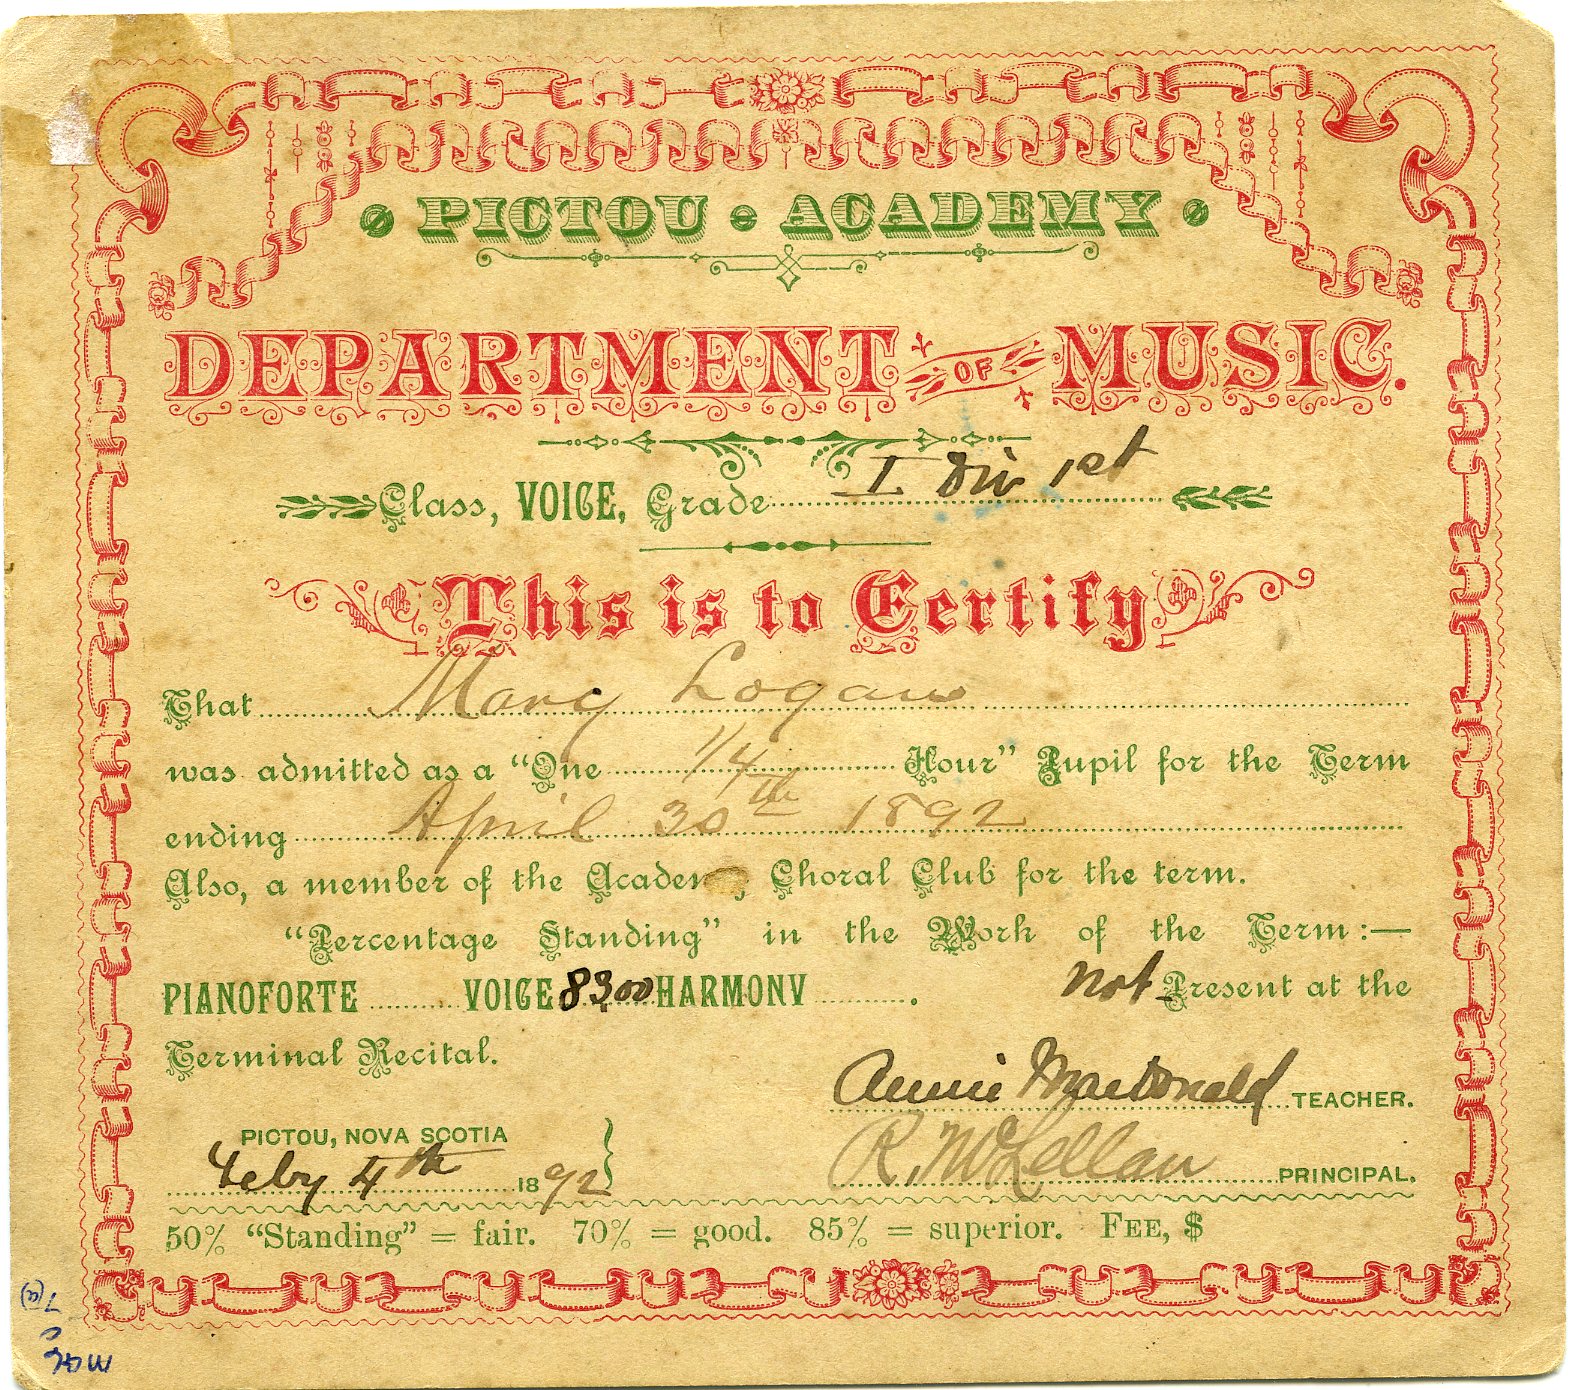 PICTOU ACADEMY
DEPARTMENT OF MUSIC.
Class, VOICE, Grade I Div 1st
This is to Certify
That Mary Logan
was admitted as a "One 1/4 Hour" Pupil for the Term
ending April 30th 1892
Also, a member of the Academy Choral Club for the term.
"Percentage Standing" in the Work of the Term:—
PIANOFORTE VOICE 83.00 HARMONY . not Present at the
Terminal Recital.
Annie MacDonald TEACHER.
PICTOU, NOVA SCOTIA
Feby 4th 1892
R. McLellan PRINCIPAL.
50% "Standing" = fair. 70% = good. 85% = superior. FEE, $
7(a)